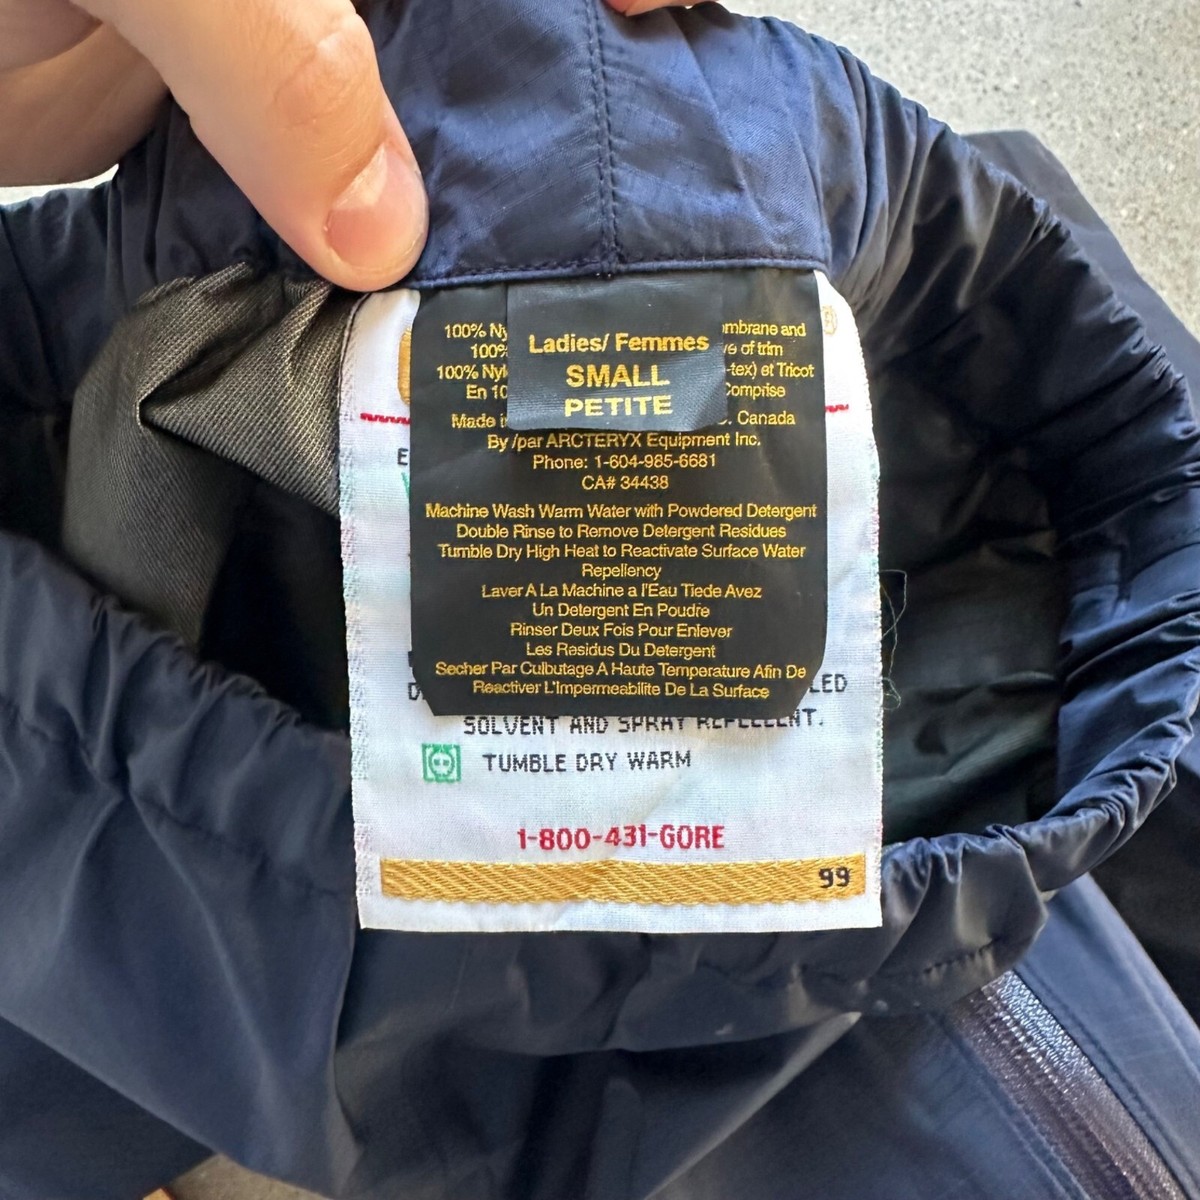 Ladies/ Femmes
SMALL
PETITE
100% Ny mbrane and
100% ve of trim
100% Nyl -tex) et Tricot
En 10 Comprise
Made i . Canada
By /par ARCTERYX Equipment Inc.
Phone: 1-604-985-6681
CA# 34438
Machine Wash Warm Water with Powdered Detergent
Double Rinse to Remove Detergent Residues
Tumble Dry High Heat to Reactivate Surface Water
Repellency
Laver A La Machine a l'Eau Tiede Avez
Un Detergent En Poudre
Rinser Deux Fois Pour Enlever
Les Residus Du Detergent
Secher Par Culbutage A Haute Temperature Afin De
Reactiver L'Impermeabilite De La Surface
LED
SOLVENT AND SPRAY REPELLENT.
TUMBLE DRY WARM
1-800-431-GORE
99